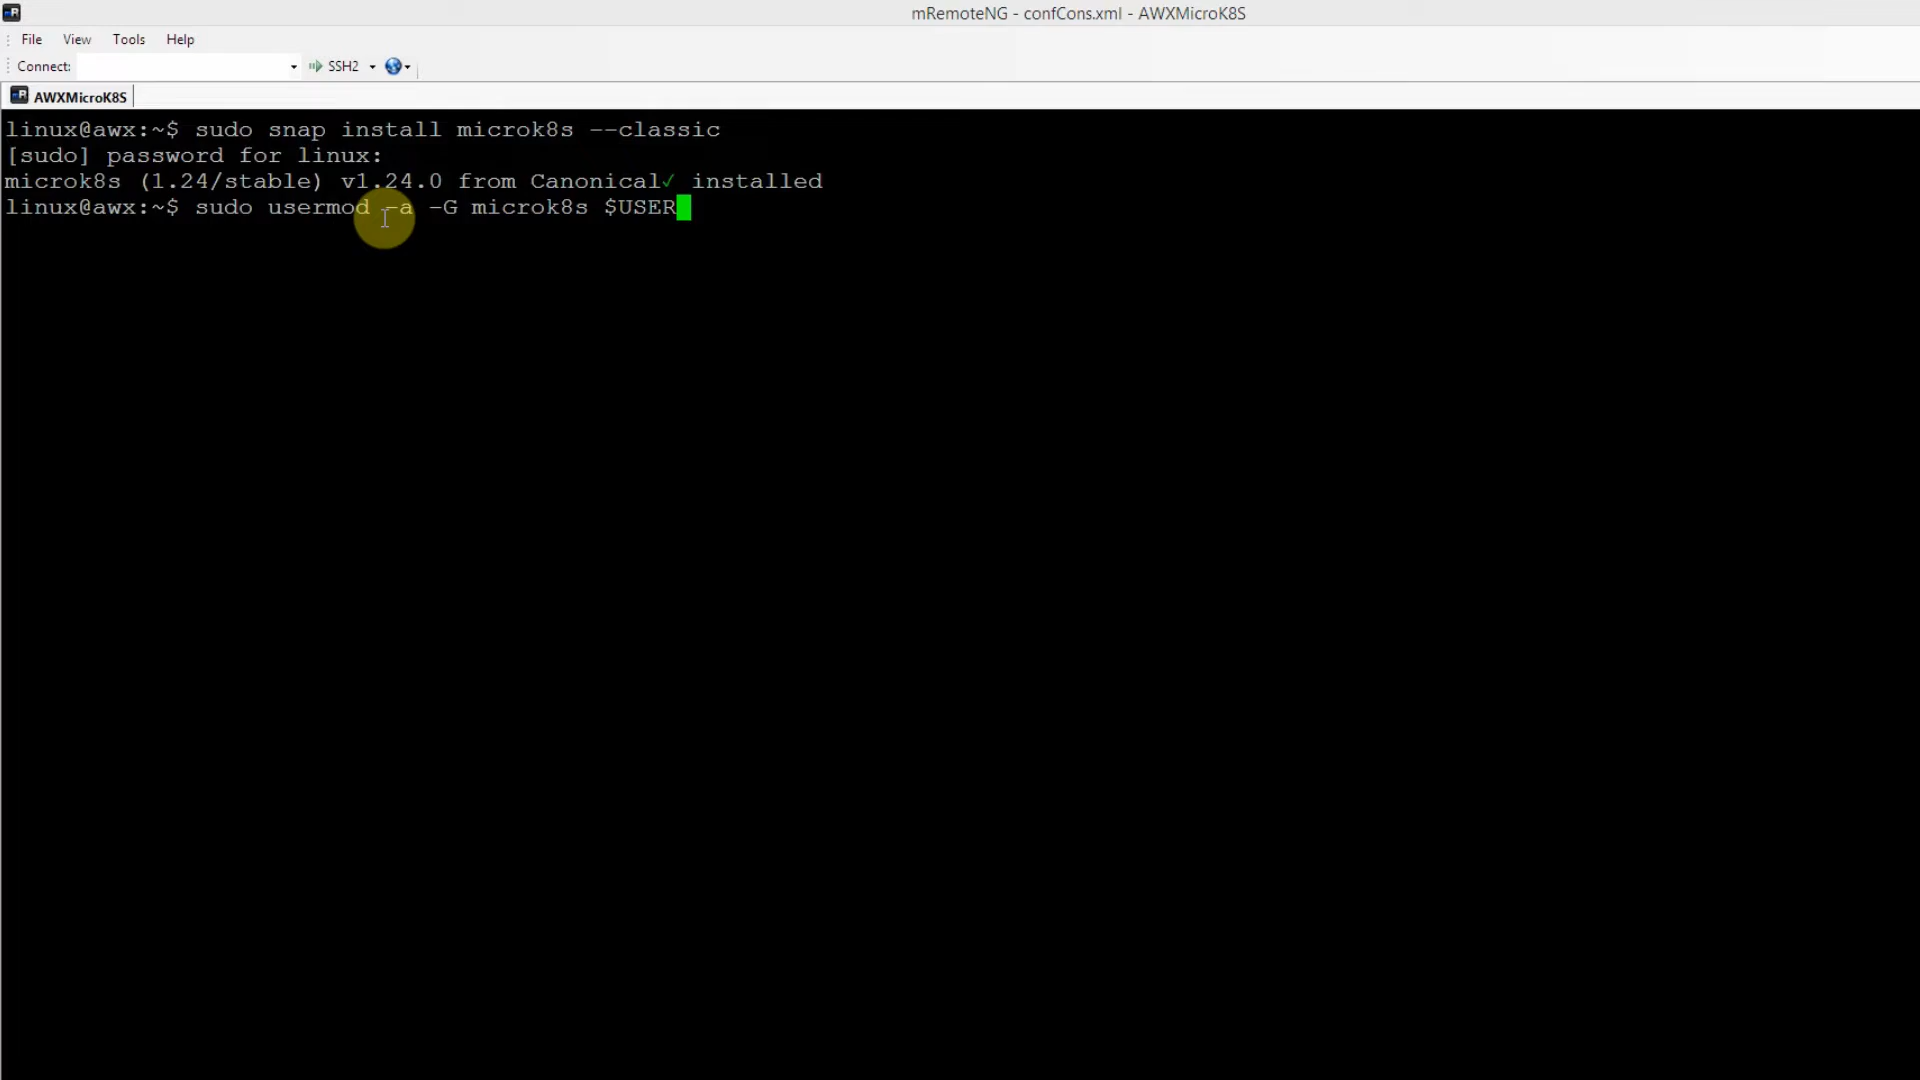 mRemoteNG - confCons.xml - AWXMicroK8S
File View Tools Help
Connect: SSH2
AWXMicroK8S
linux@awx:~$ sudo snap install microk8s --classic
[sudo] password for linux:
microk8s (1.24/stable) v1.24.0 from Canonical✓ installed
linux@awx:~$ sudo usermod -a -G microk8s $USER